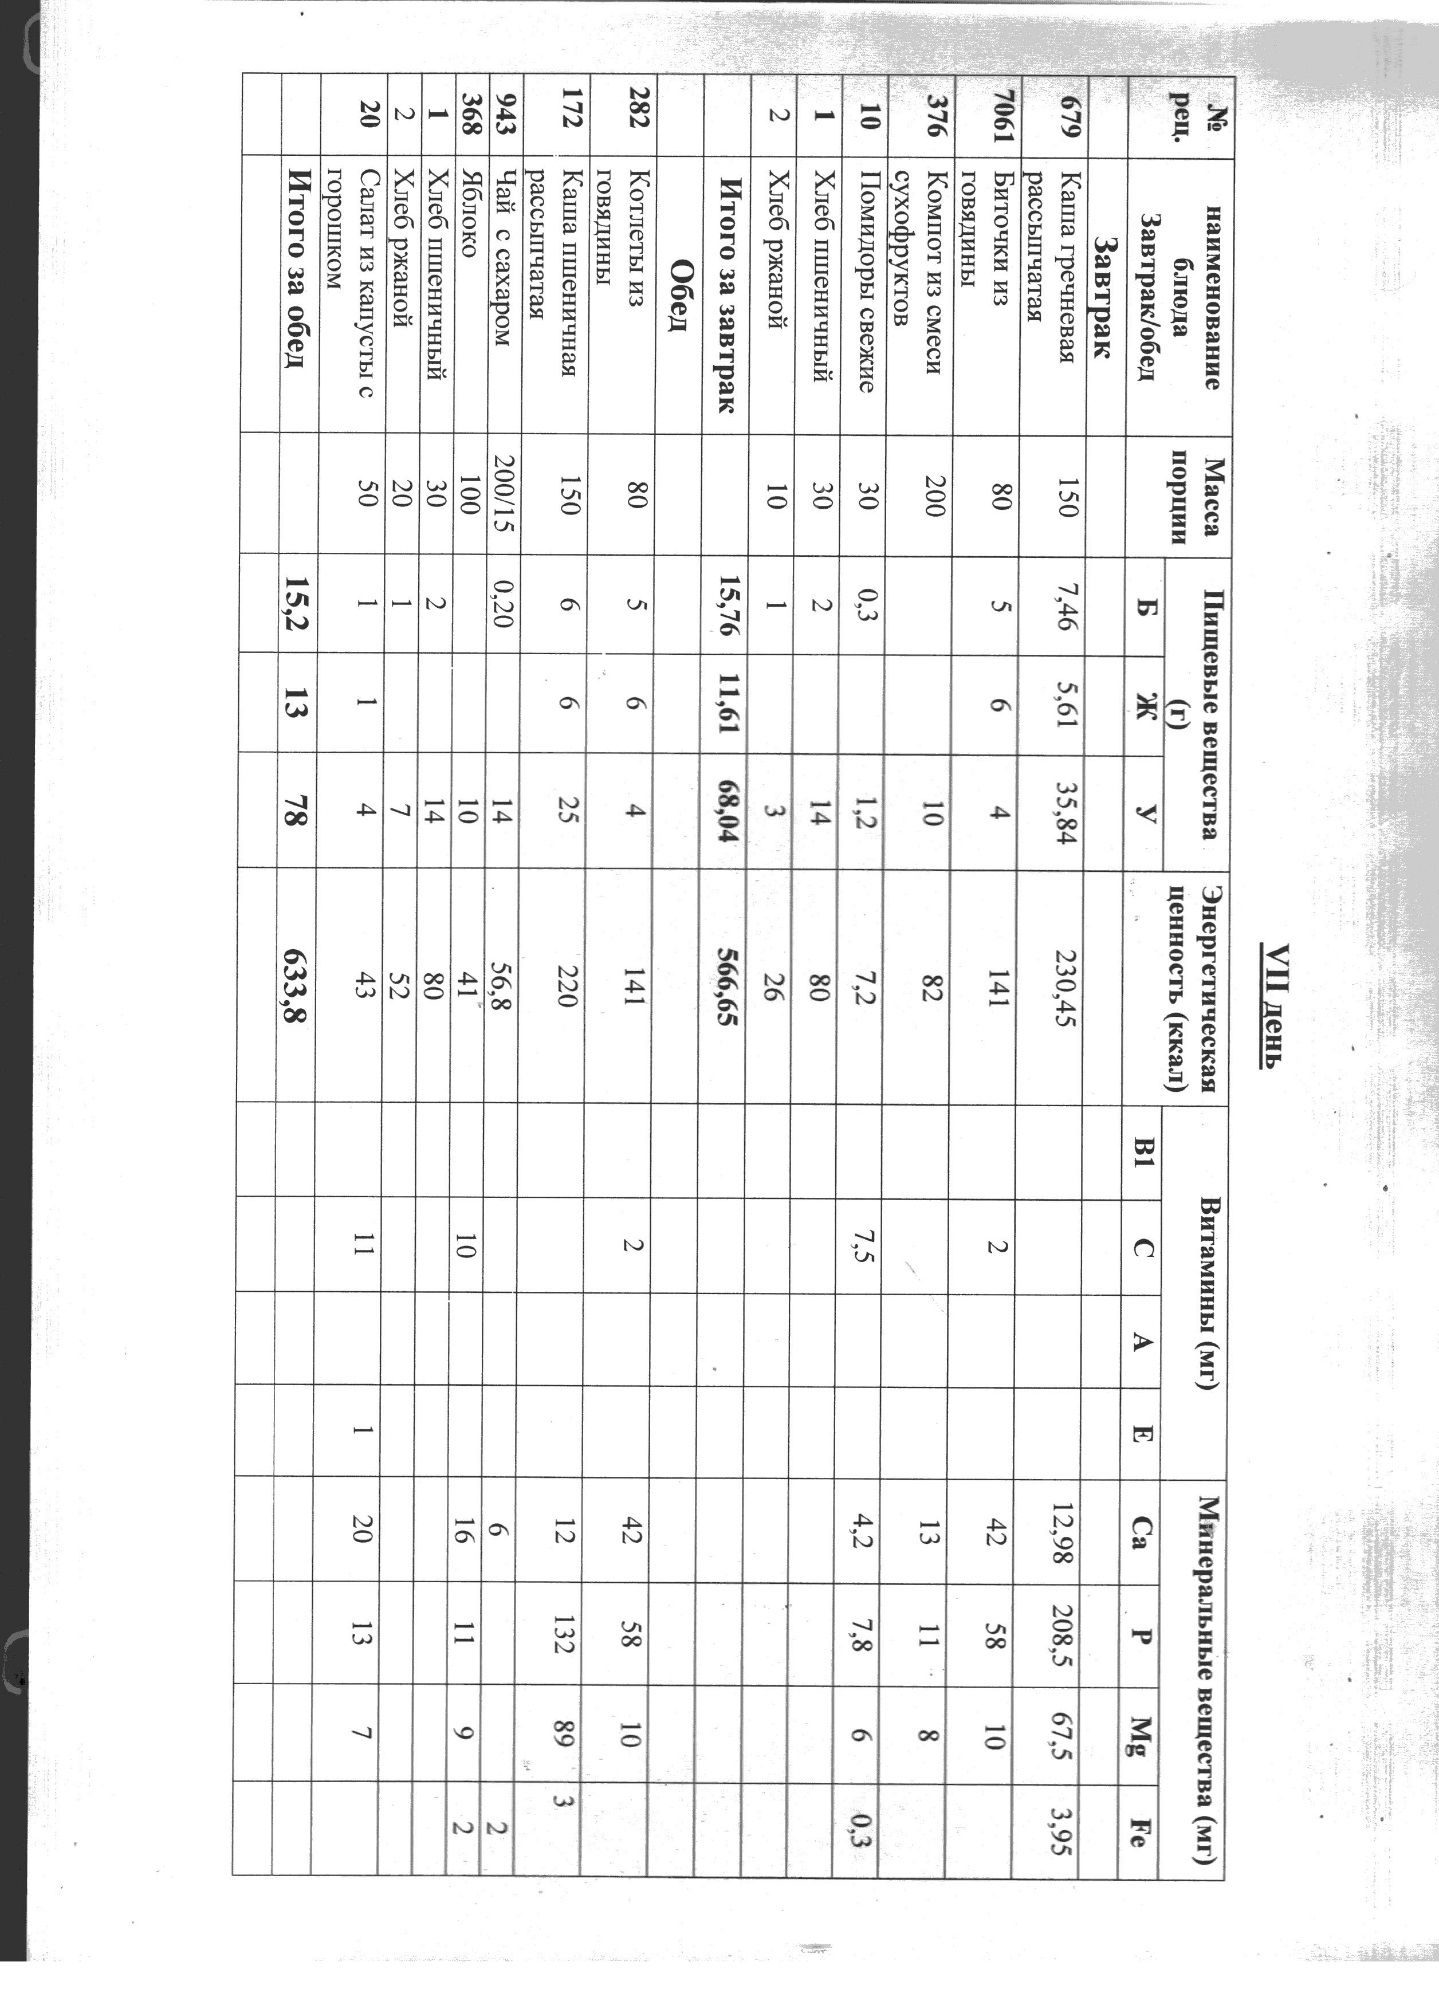 VII день
№ рец. наименование блюда Завтрак/обед Масса порции Пищевые вещества (г) Энергетическая ценность (ккал) Витамины (мг) Минеральные вещества (мг)
Б Ж У В1 С А Е Ca P Mg Fe
Завтрак
679 Каша гречневая рассыпчатая 150 7,46 5,61 35,84 230,45 12,98 208,5 67,5 3,95
7061 Биточки из говядины 80 5 6 4 141 2 42 58 10
376 Компот из смеси сухофруктов 200 10 82 13 11 8
10 Помидоры свежие 30 0,3 1,2 7,2 7,5 4,2 7,8 6 0,3
1 Хлеб пшеничный 30 2 14 80
2 Хлеб ржаной 10 1 3 26
Итого за завтрак 15,76 11,61 68,04 566,65
Обед
282 Котлеты из говядины 80 5 6 4 141 2 42 58 10
172 Каша пшеничная рассыпчатая 150 6 6 25 220 12 132 89 3
943 Чай с сахаром 200/15 0,20 14 56,8 6 2
368 Яблоко 100 10 41 10 16 11 9 2
1 Хлеб пшеничный 30 2 14 80
2 Хлеб ржаной 20 1 7 52
20 Салат из капусты с горошком 50 1 1 4 43 11 1 20 13 7
Итого за обед 15,2 13 78 633,8